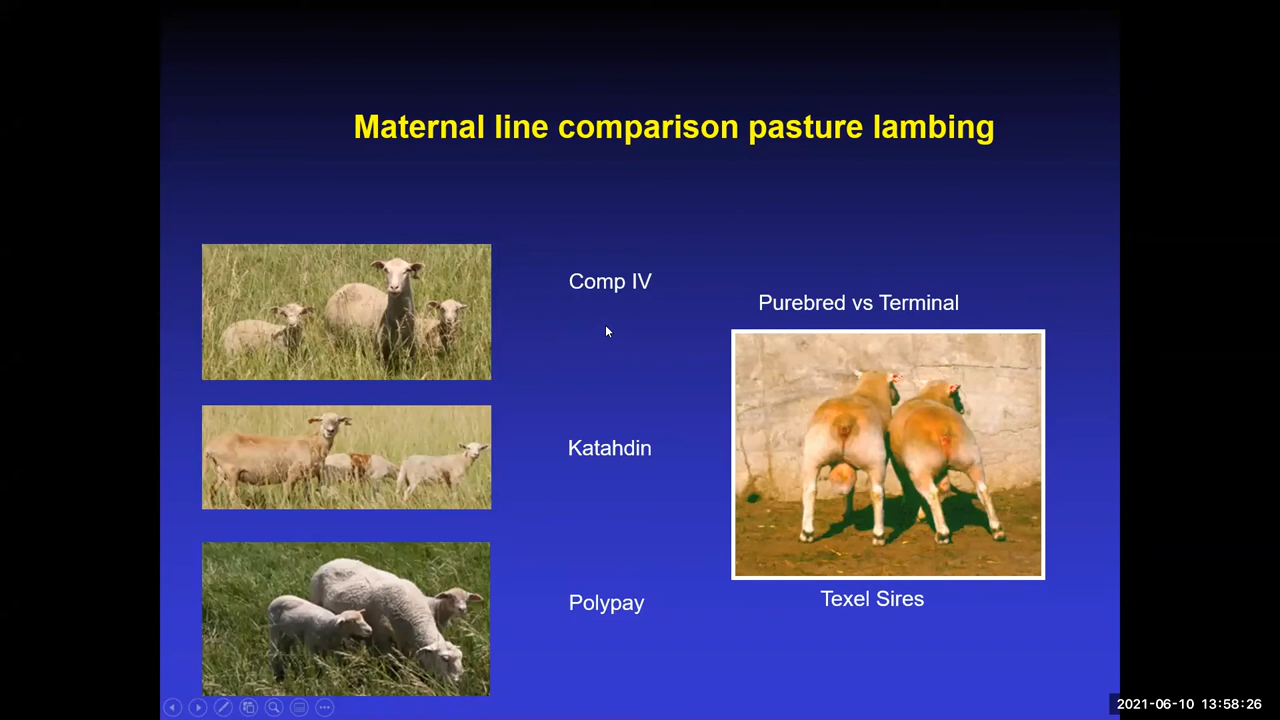 Maternal line comparison pasture lambing
Comp IV
Purebred vs Terminal
Katahdin
Polypay
Texel Sires
2021-06-10 13:58:26